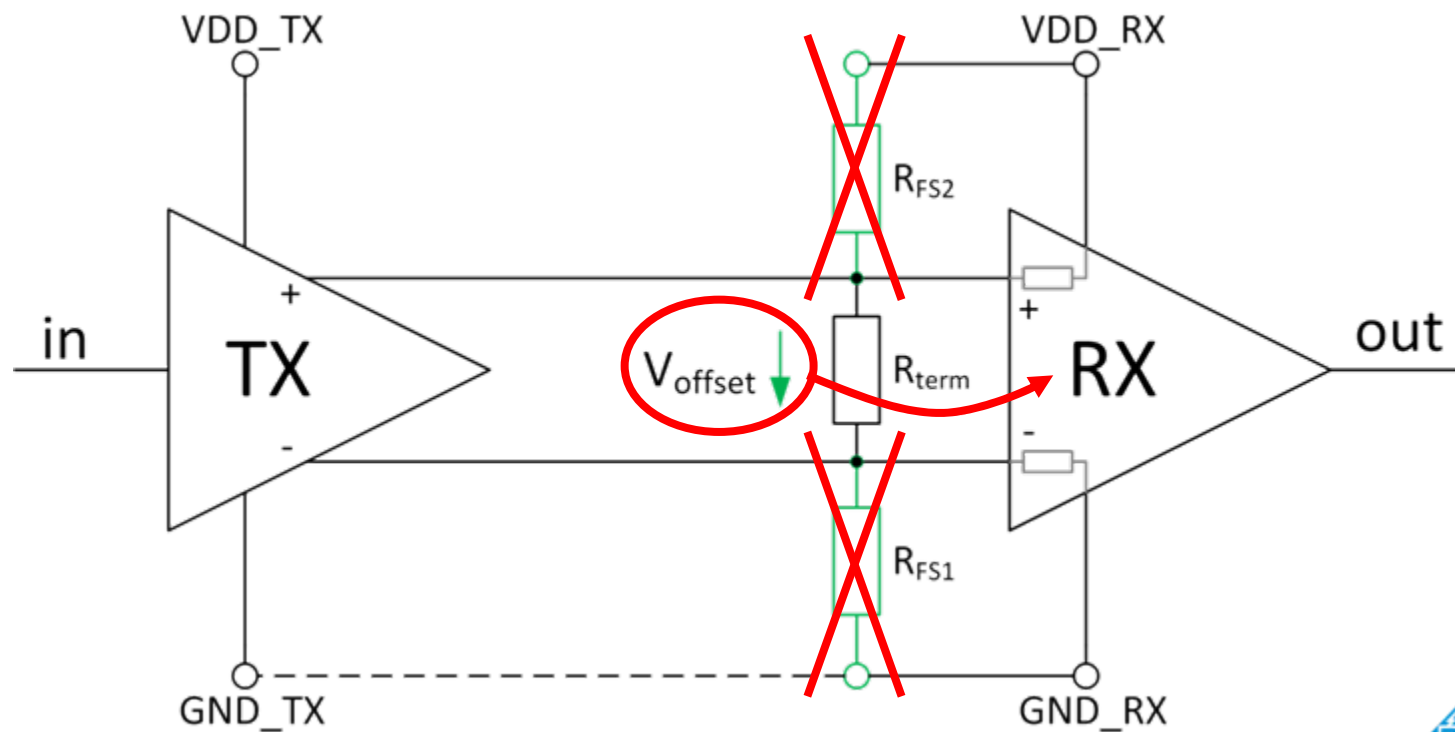 VDD_TX
VDD_RX
RFS2
+
+
in
TX
Voffset
Rterm
RX
out
-
-
RFS1
GND_TX
GND_RX